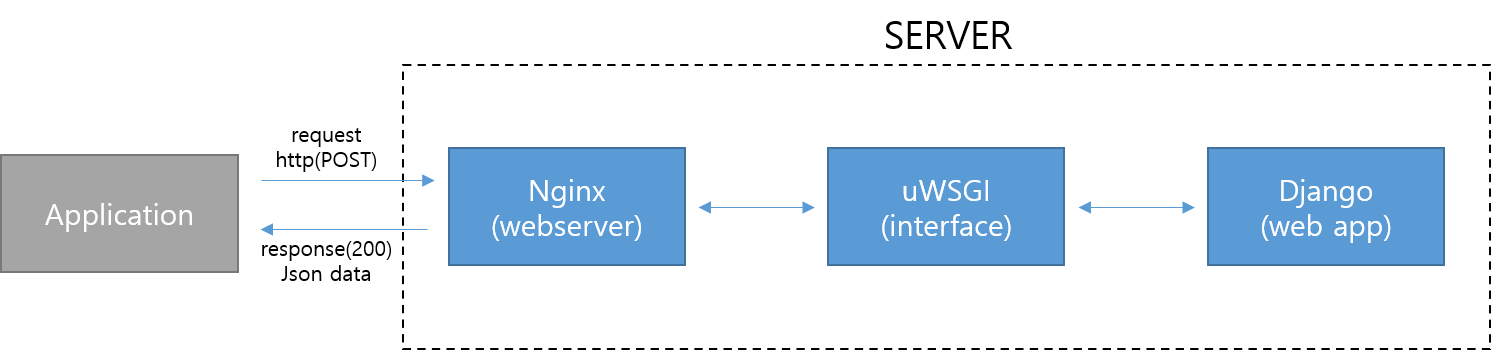 SERVER
request
http(POST)
Application
response(200)
Json data
Nginx
(webserver)
uWSGI
(interface)
Django
(web app)